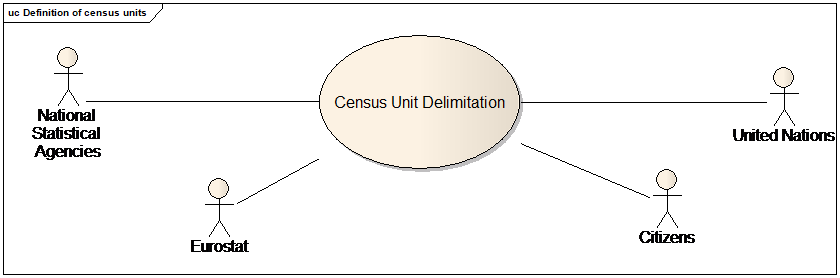 uc Definition of census units
Census Unit Delimitation
National
Statistical
Agencies
United Nations
Eurostat
Citizens